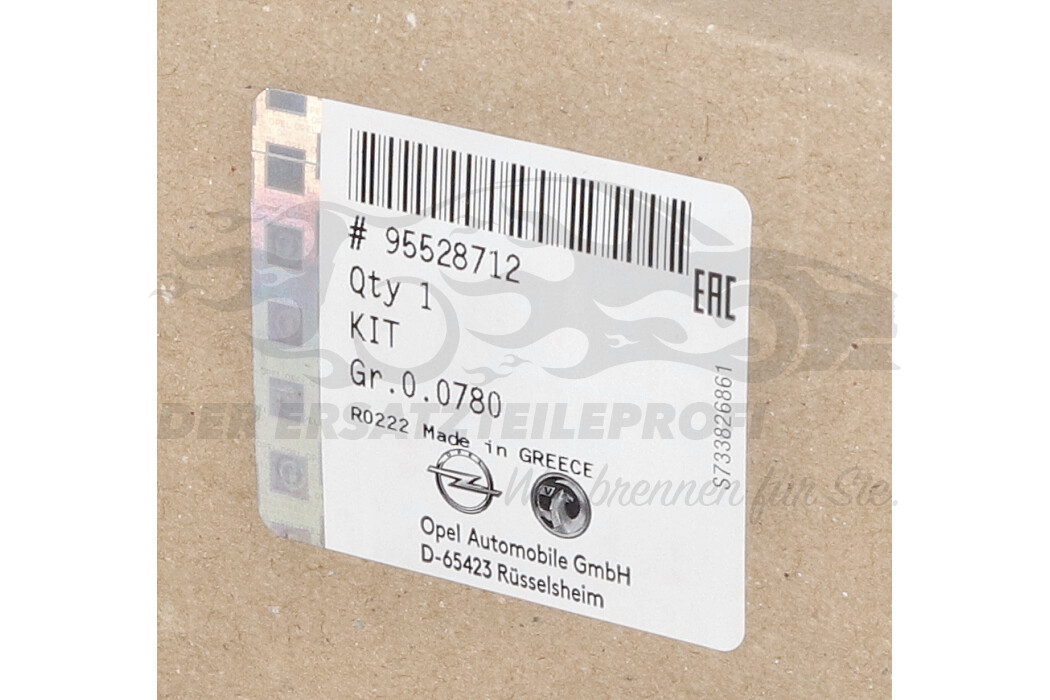 # 95528712
Qty 1
KIT
Gr.0.0780
R0222 Made in GREECE
Opel Automobile GmbH
D-65423 Rüsselsheim
EAC
S733826861
DER ERSATZTEILEPROFI
Wir brennen für Sie.